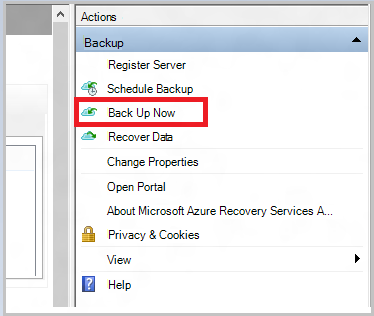 Actions
Backup
Register Server
Schedule Backup
Back Up Now
Recover Data
Change Properties
Open Portal
About Microsoft Azure Recovery Services A...
Privacy & Cookies
View
Help